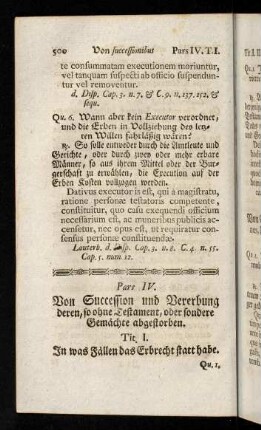 500 Von successionibus Pars IV. T. I.
te consummatam executionem moriuntur,
vel tanquam suspecti ab officio suspendun-
tur vel removentur.
d. Disp. Cap. 3. n. 7. & C. 9. n. 137. 152. &
sequ.
Qu. 6. Wann aber kein Executor verordnet,
und die Erben in Vollziehung des letz-
ten Willen fahrläßig wären?
℞. So solle entweder durch die Amtleute und
Gerichte, oder durch zwen oder mehr erbare
Männer, so aus ihrem Mittel oder der Bur-
gerschaft zu erwählen, die Execution auf der
Erben Kosten vollzogen werden.
Dativus executor is est, qui à magistratu,
ratione personæ testatoris competente,
constituitur, quo casu exequendi officium
necessarium est, ac muneribus publicis ac-
censetur, nec opus est, ut requiratur con-
sensus personæ constituendæ.
Lauterb. d. Disp. Cap. 3. n. 8. C. 4. n. 55.
Cap. 5. num. 12.
Pars IV.
Von Succession und Vererbung
deren, so ohne Testament, oder sondere
Gemächte abgestorben.
Tit. I.
In was Fällen das Erbrecht statt habe.
Qu. 1.